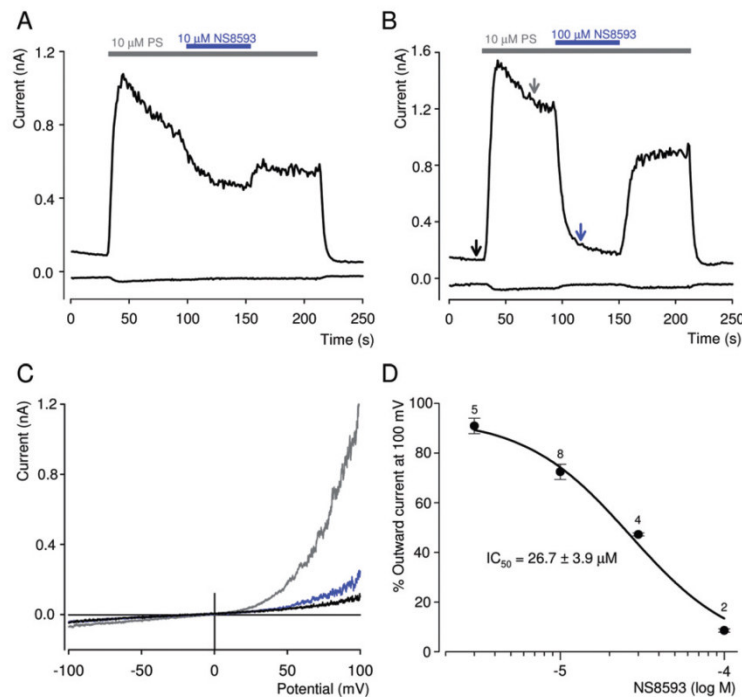 A
10 µM PS
10 µM NS8593
Current (nA)
1.2
0.8
0.4
0.0
0
50
100
150
200
250
Time (s)
B
10 µM PS
100 µM NS8593
Current (nA)
1.6
1.2
0.8
0.4
0.0
0
50
100
150
200
250
Time (s)
C
Current (nA)
1.2
0.8
0.4
0.0
-100
-50
0
50
100
Potential (mV)
D
% Outward current at 100 mV
100
80
60
40
20
0
5
8
4
2
IC50 = 26.7 ± 3.9 µM
-5
-4
NS8593 (log M)